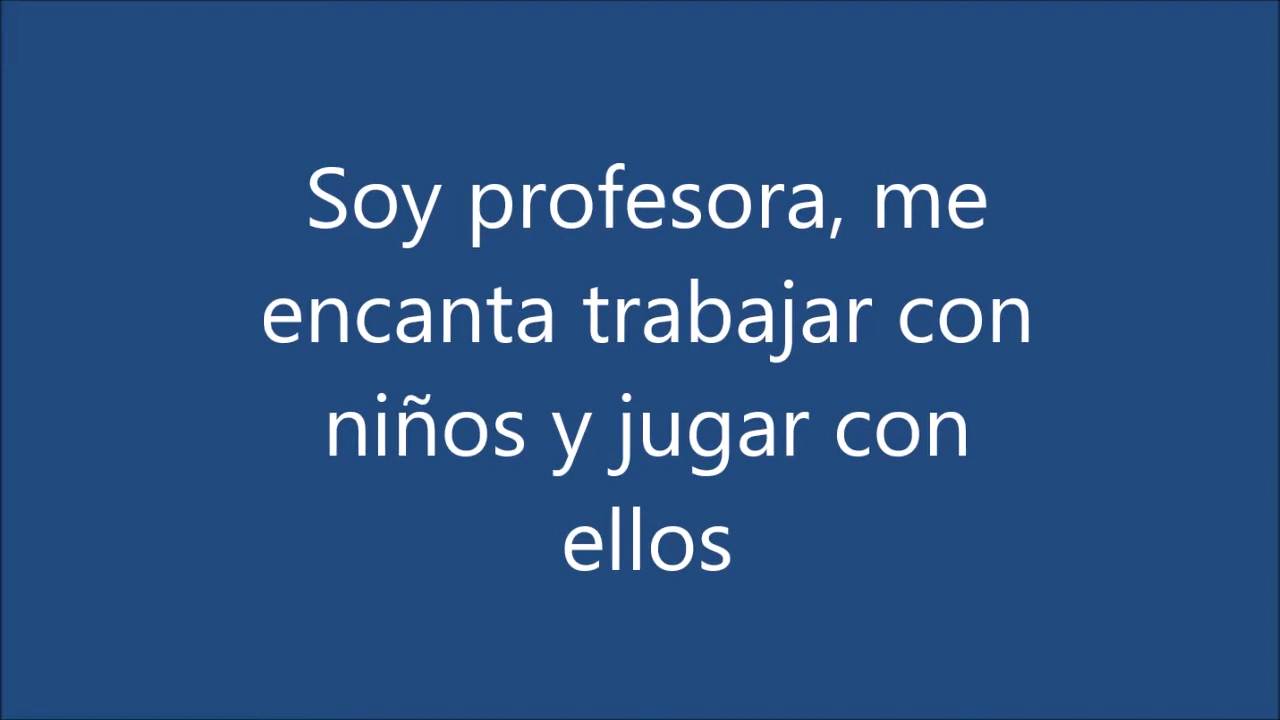 Soy profesora, me
encanta trabajar con
niños y jugar con
ellos